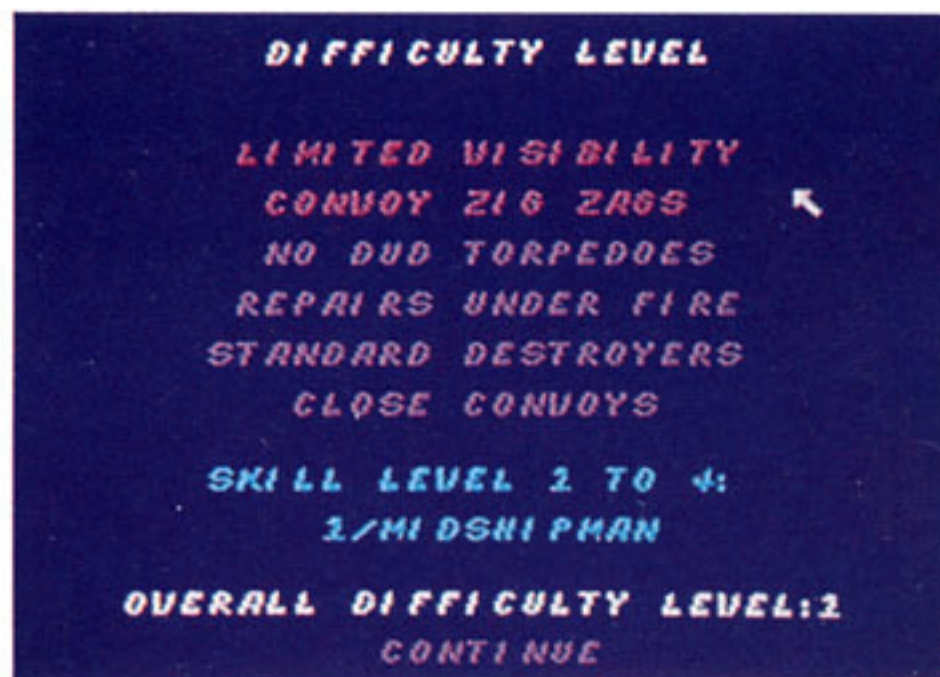 DIFFICULTY LEVEL
LIMITED VISIBILITY
CONVOY ZIG ZAGS
NO DUD TORPEDOES
REPAIRS UNDER FIRE
STANDARD DESTROYERS
CLOSE CONVOYS
SKILL LEVEL 1 TO 4:
1/MIDSHIPMAN
OVERALL DIFFICULTY LEVEL:1
CONTINUE